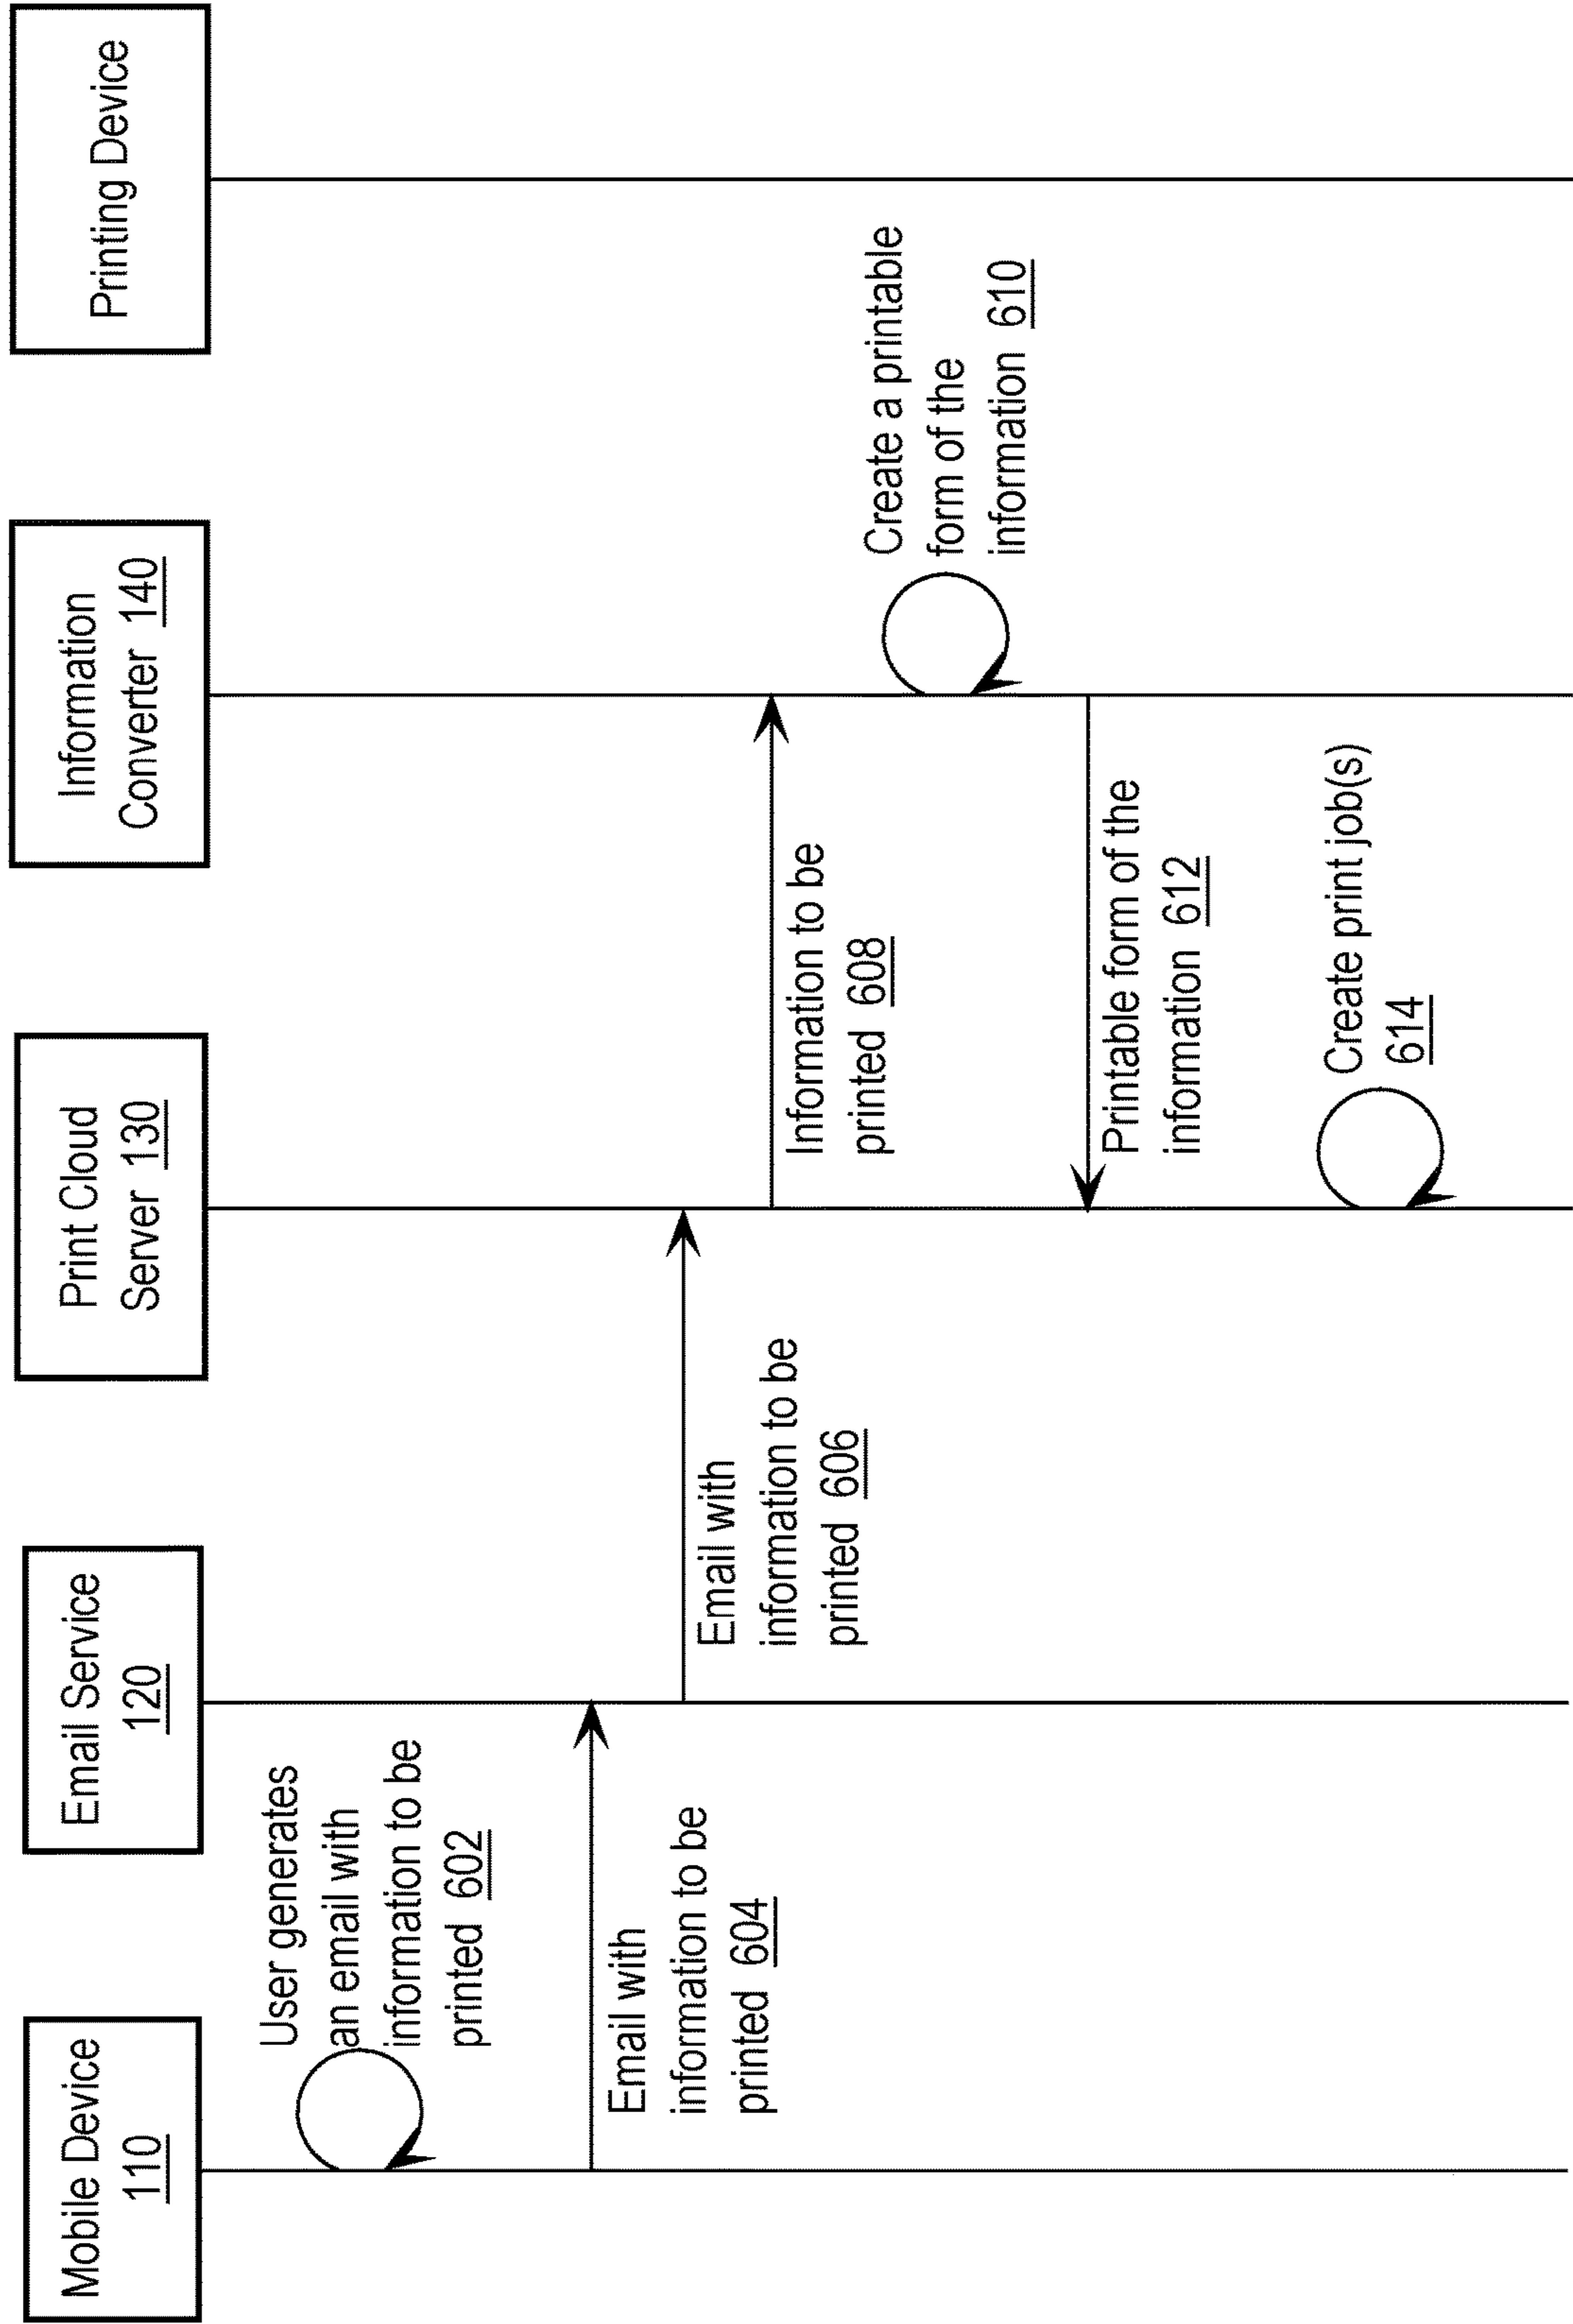 Mobile Device
110
Email Service
120
Print Cloud
Server 130
Information
Converter 140
Printing Device
User generates
an email with
information to be
printed 602
Email with
information to be
printed 604
Email with
information to be
printed 606
Information to be
printed 608
Create a printable
form of the
information 610
Printable form of the
information 612
Create print job(s)
614